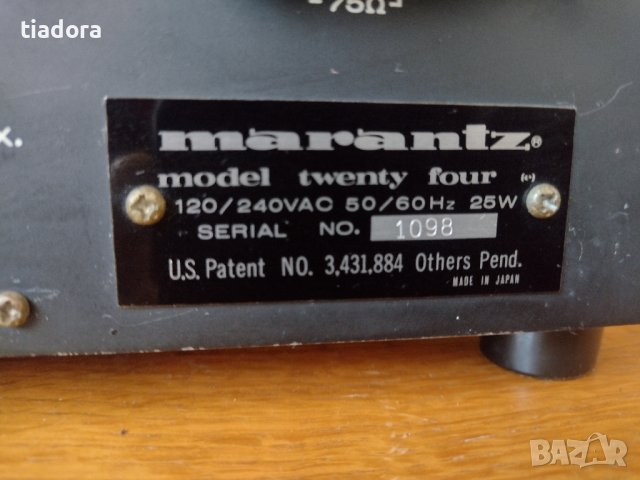 tiadora
75Ω
x.
marantz®
model twenty four
120/240VAC 50/60Hz 25W
SERIAL NO. 1098
U.S. Patent NO. 3,431,884 Others Pend.
MADE IN JAPAN
BAZAR